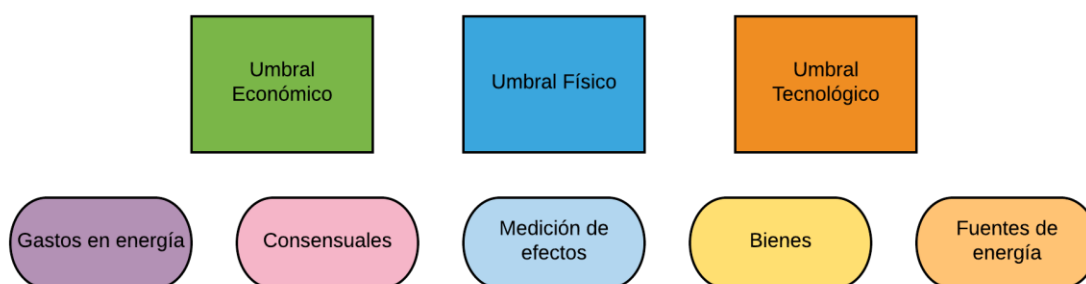 Umbral
Económico
Umbral Físico
Umbral
Tecnológico
Gastos en energía
Consensuales
Medición de
efectos
Bienes
Fuentes de
energía